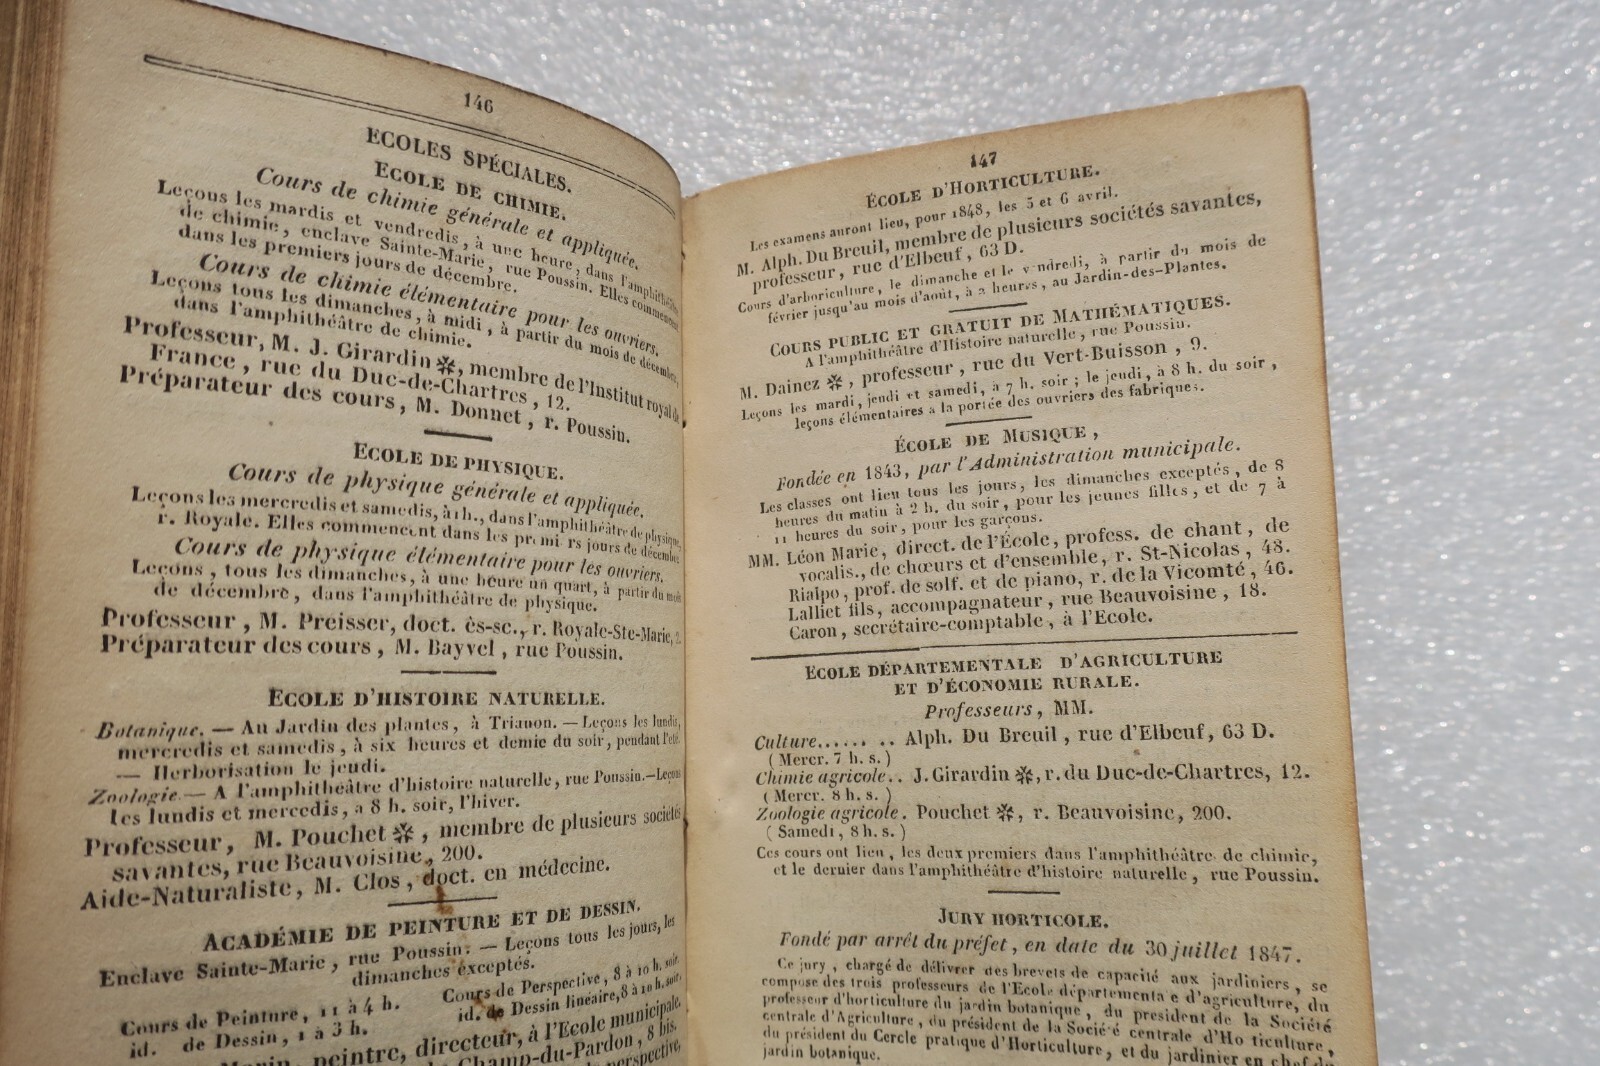 146
ECOLES SPÉCIALES.
ECOLE DE CHIMIE.
Cours de chimie générale et appliquée.
Leçons les mardis et vendredis, à une heure, dans l'amphithéâtre
de chimie, enclave Sainte-Marie, rue Poussin. Elles commencent
dans les premiers jours de décembre.
Cours de chimie élémentaire pour les ouvriers.
Leçons tous les dimanches, à midi, à partir du mois de décembre,
dans l'amphithéâtre de chimie.
Professeur, M. J. Girardin ✲, membre de l'Institut royal de
France, rue du Duc-de-Chartres, 12.
Préparateur des cours, M. Donnet, r. Poussin.
ECOLE DE PHYSIQUE.
Cours de physique générale et appliquée.
Leçons les mercredis et samedis, à 1 h., dans l'amphithéâtre de physique,
r. Royale. Elles commencent dans les premiers jours de décembre.
Cours de physique élémentaire pour les ouvriers.
Leçons, tous les dimanches, à une heure un quart, à partir du mois
de décembre, dans l'amphithéâtre de physique.
Professeur, M. Preisser, doct. ès-sc., r. Royale-Ste-Marie, 2.
Préparateur des cours, M. Bayvel, rue Poussin.
ECOLE D'HISTOIRE NATURELLE.
Botanique. — Au Jardin des plantes, à Trianon. — Leçons les lundis,
mercredis et samedis, à six heures et demie du soir, pendant l'été.
— Herborisation le jeudi.
Zoologie. — A l'amphithéâtre d'histoire naturelle, rue Poussin. — Leçons
les lundis et mercredis, à 8 h. soir, l'hiver.
Professeur, M. Pouchet ✲, membre de plusieurs sociétés
savantes, rue Beauvoisine, 200.
Aide-Naturaliste, M. Clos, doct. en médecine.
ACADÉMIE DE PEINTURE ET DE DESSIN.
Enclave Sainte-Marie, rue Poussin. — Leçons tous les jours, les
dimanches exceptés.
Cours de Peinture, 11 à 4 h. Cours de Perspective, 8 à 10 h. soir.
id. de Dessin, 1 à 3 h. id. de Dessin linéaire, 8 à 10 h. soir.
Morin, peintre, directeur, à l'Ecole municipale.
Champ-du-Pardon, 8 bis.
de perspective,
147
ÉCOLE D'HORTICULTURE.
Les examens auront lieu, pour 1848, les 5 et 6 avril.
M. Alph. Du Breuil, membre de plusieurs sociétés savantes,
professeur, rue d'Elbeuf, 63 D.
Cours d'arboriculture, le dimanche et le vendredi, à partir du mois de
février jusqu'au mois d'août, à 2 heures, au Jardin-des-Plantes.
COURS PUBLIC ET GRATUIT DE MATHÉMATIQUES.
A l'amphithéâtre d'Histoire naturelle, rue Poussin.
M. Dainez ✲, professeur, rue du Vert-Buisson, 9.
Leçons les mardi, jeudi et samedi, à 7 h. soir; le jeudi, à 8 h. du soir,
leçons élémentaires à la portée des ouvriers des fabriques.
ÉCOLE DE MUSIQUE,
Fondée en 1843, par l'Administration municipale.
Les classes ont lieu tous les jours, les dimanches exceptés, de 8
heures du matin à 2 h. du soir, pour les jeunes filles, et de 7 à
11 heures du soir, pour les garçons.
MM. Léon Marie, direct. de l'École, profess. de chant, de
vocalis., de chœurs et d'ensemble, r. St-Nicolas, 43.
Rialpo, prof. de solf. et de piano, r. de la Vicomté, 46.
Lalliet fils, accompagnateur, rue Beauvoisine, 18.
Caron, secrétaire-comptable, à l'Ecole.
ECOLE DÉPARTEMENTALE D'AGRICULTURE
ET D'ÉCONOMIE RURALE.
Professeurs, MM.
Culture........ Alph. Du Breuil, rue d'Elbeuf, 63 D.
(Mercr. 7 h. s.)
Chimie agricole.. J. Girardin ✲, r. du Duc-de-Chartres, 12.
(Mercr. 8 h. s.)
Zoologie agricole. Pouchet ✲, r. Beauvoisine, 200.
(Samedi, 8 h. s.)
Ces cours ont lieu, les deux premiers dans l'amphithéâtre de chimie,
et le dernier dans l'amphithéâtre d'histoire naturelle, rue Poussin.
JURY HORTICOLE.
Fondé par arrêt du préfet, en date du 30 juillet 1847.
Ce jury, chargé de délivrer des brevets de capacité aux jardiniers, se
compose des trois professeurs de l'Ecole départementale d'agriculture, du
professeur d'horticulture du jardin botanique, du président de la Société
centrale d'Agriculture, du président de la Société centrale d'Horticulture,
du président du Cercle pratique d'Horticulture, et du jardinier en chef du
jardin botanique.